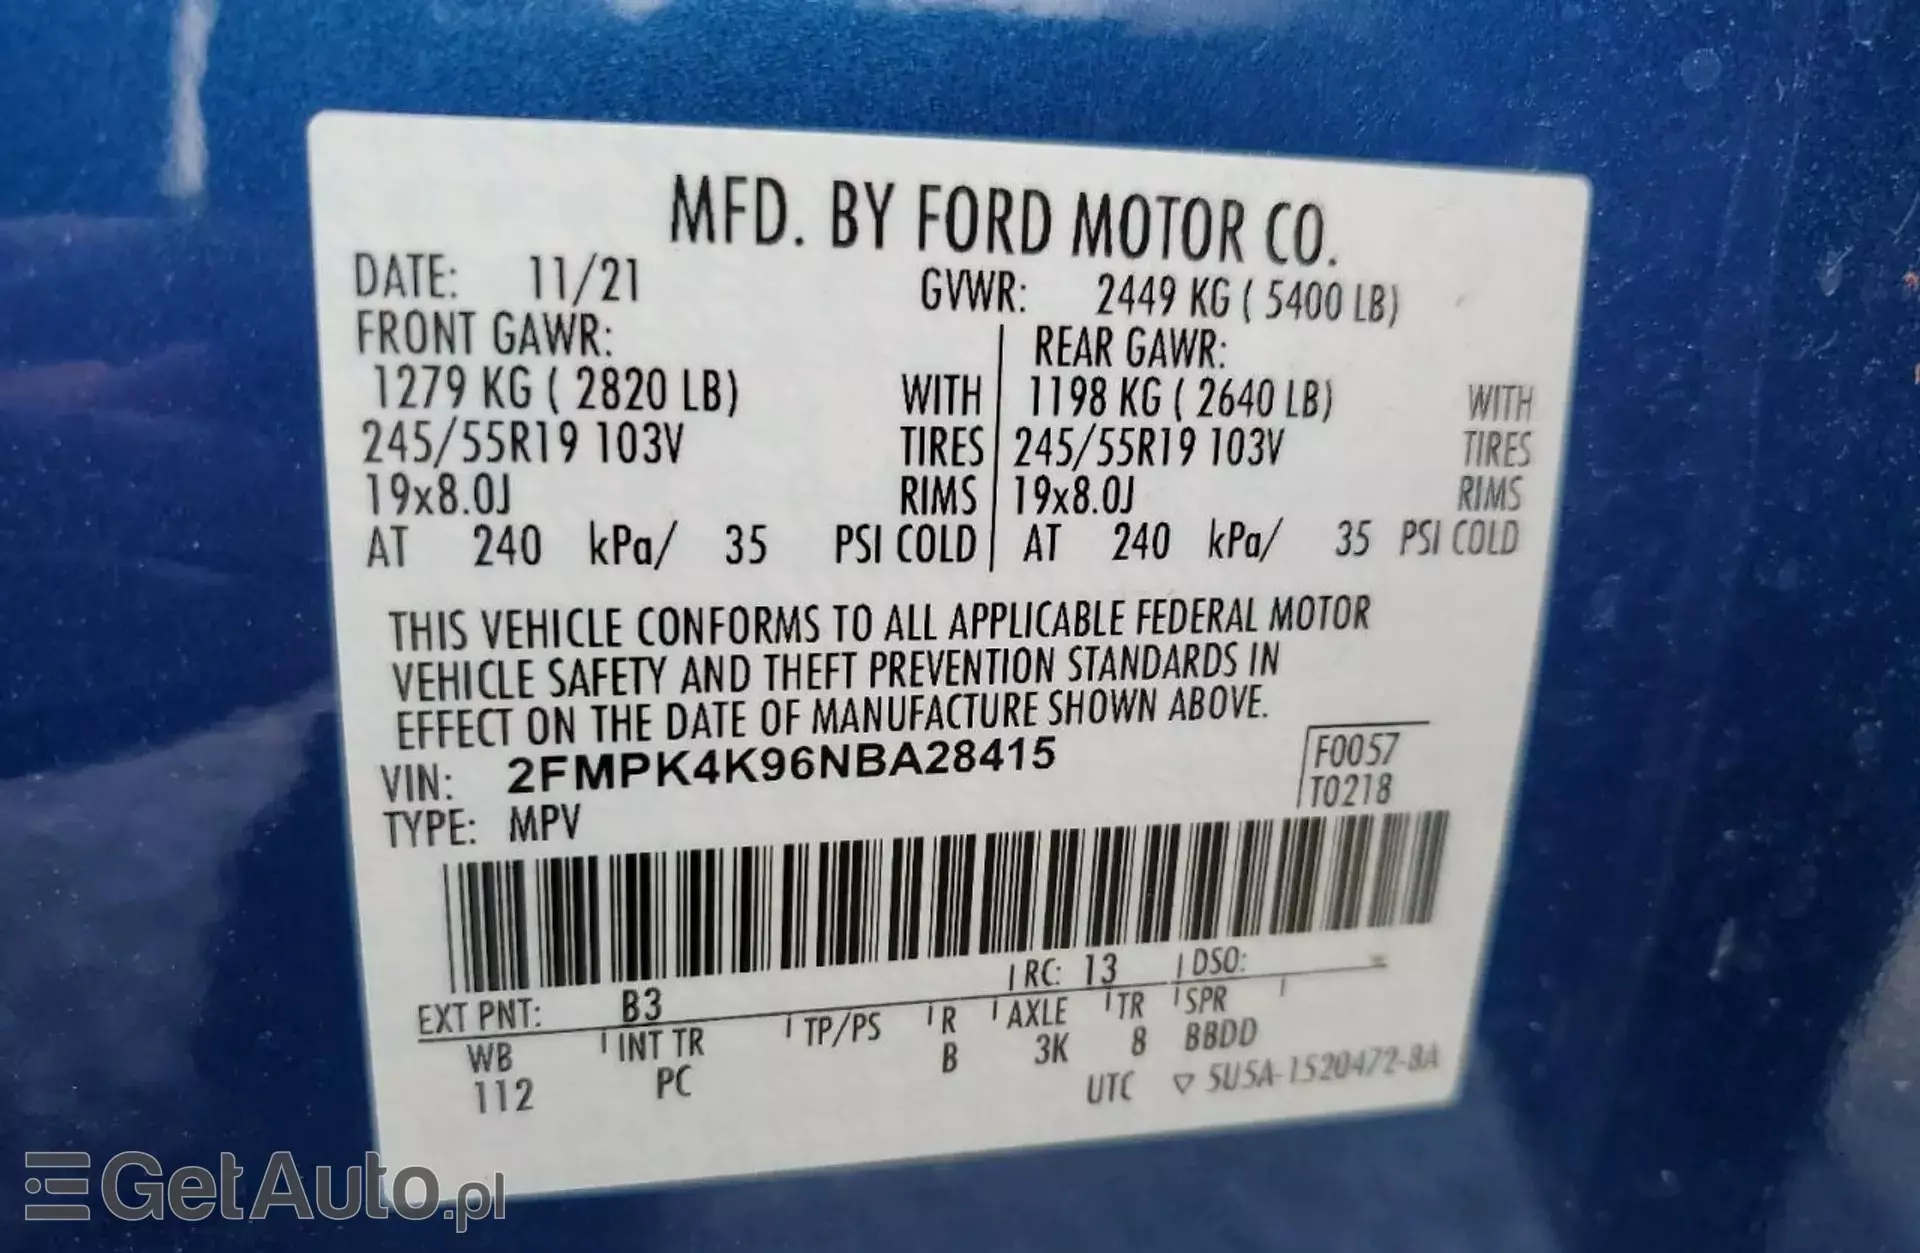 MFD. BY FORD MOTOR CO.
DATE: 11/21 GVWR: 2449 KG ( 5400 LB)
FRONT GAWR: REAR GAWR:
1279 KG ( 2820 LB) WITH 1198 KG ( 2640 LB) WITH
245/55R19 103V TIRES 245/55R19 103V TIRES
19x8.0J RIMS 19x8.0J RIMS
AT 240 kPa/ 35 PSI COLD AT 240 kPa/ 35 PSI COLD
THIS VEHICLE CONFORMS TO ALL APPLICABLE FEDERAL MOTOR
VEHICLE SAFETY AND THEFT PREVENTION STANDARDS IN
EFFECT ON THE DATE OF MANUFACTURE SHOWN ABOVE.
VIN: 2FMPK4K96NBA28415 F0057
TYPE: MPV T0218
EXT PNT: B3 RC: 13 DSO:
WB INT TR TP/PS R AXLE TR SPR
112 PC B 3K 8 BBDD
UTC ▽ 5U5A-1520472-BA
GetAuto.pl